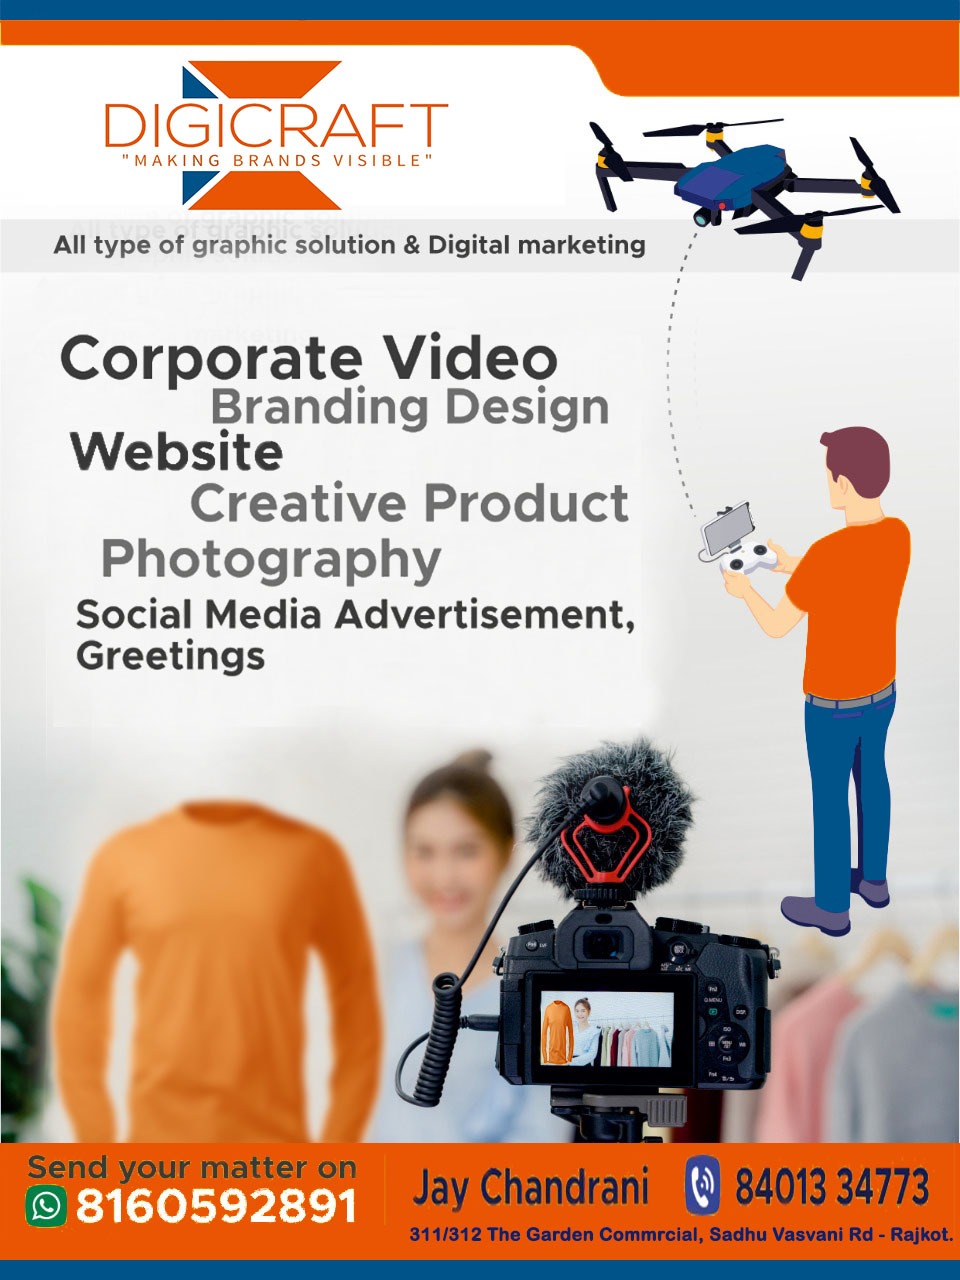 DIGICRAFT
"MAKING BRANDS VISIBLE"
All type of graphic solution & Digital marketing
Corporate Video
Branding Design
Website
Creative Product
Photography
Social Media Advertisement,
Greetings
Send your matter on
8160592891
Jay Chandrani
84013 34773
311/312 The Garden Commrcial, Sadhu Vasvani Rd - Rajkot.